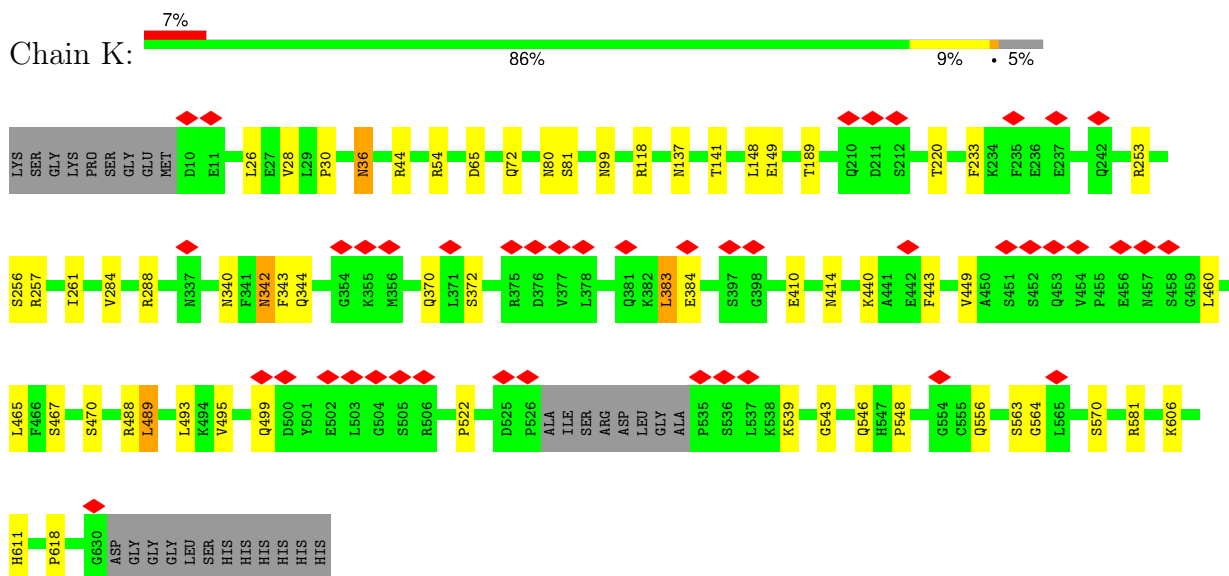 7%
Chain K:
86% 9% • 5%
LYS SER GLY LYS PRO SER GLY GLU MET D10 E11 L26 E27 V28 L29 P30 N36 R44 R54 D65 Q72 N80 S81 N99 R118 N137 T141 L148 E149 T189 Q210 D211 S212 T220 F233 K234 F235 E236 E237 Q242 R253
S256 R257 I261 V284 R288 N337 N340 F341 N342 F343 Q344 G354 K355 M356 Q370 L371 S372 R375 D376 V377 L378 Q381 K382 L383 E384 S397 G398 E410 N414 K440 A441 E442 F443 V449 A450 S451 S452 Q453 V454 P455 E456 N457 S458 G459 L460
L465 F466 S467 S470 R488 L489 L493 K494 V495 Q499 D500 Y501 E502 L503 G504 S505 R506 P522 D525 P526 ALA ILE SER ARG ASP LEU GLY ALA P535 S536 L537 K538 K539 G543 Q546 H547 P548 G554 C555 Q556 S563 G564 L565 S570 R581 K606
H611 P618 G630 ASP GLY GLY GLY LEU SER HIS HIS HIS HIS HIS HIS